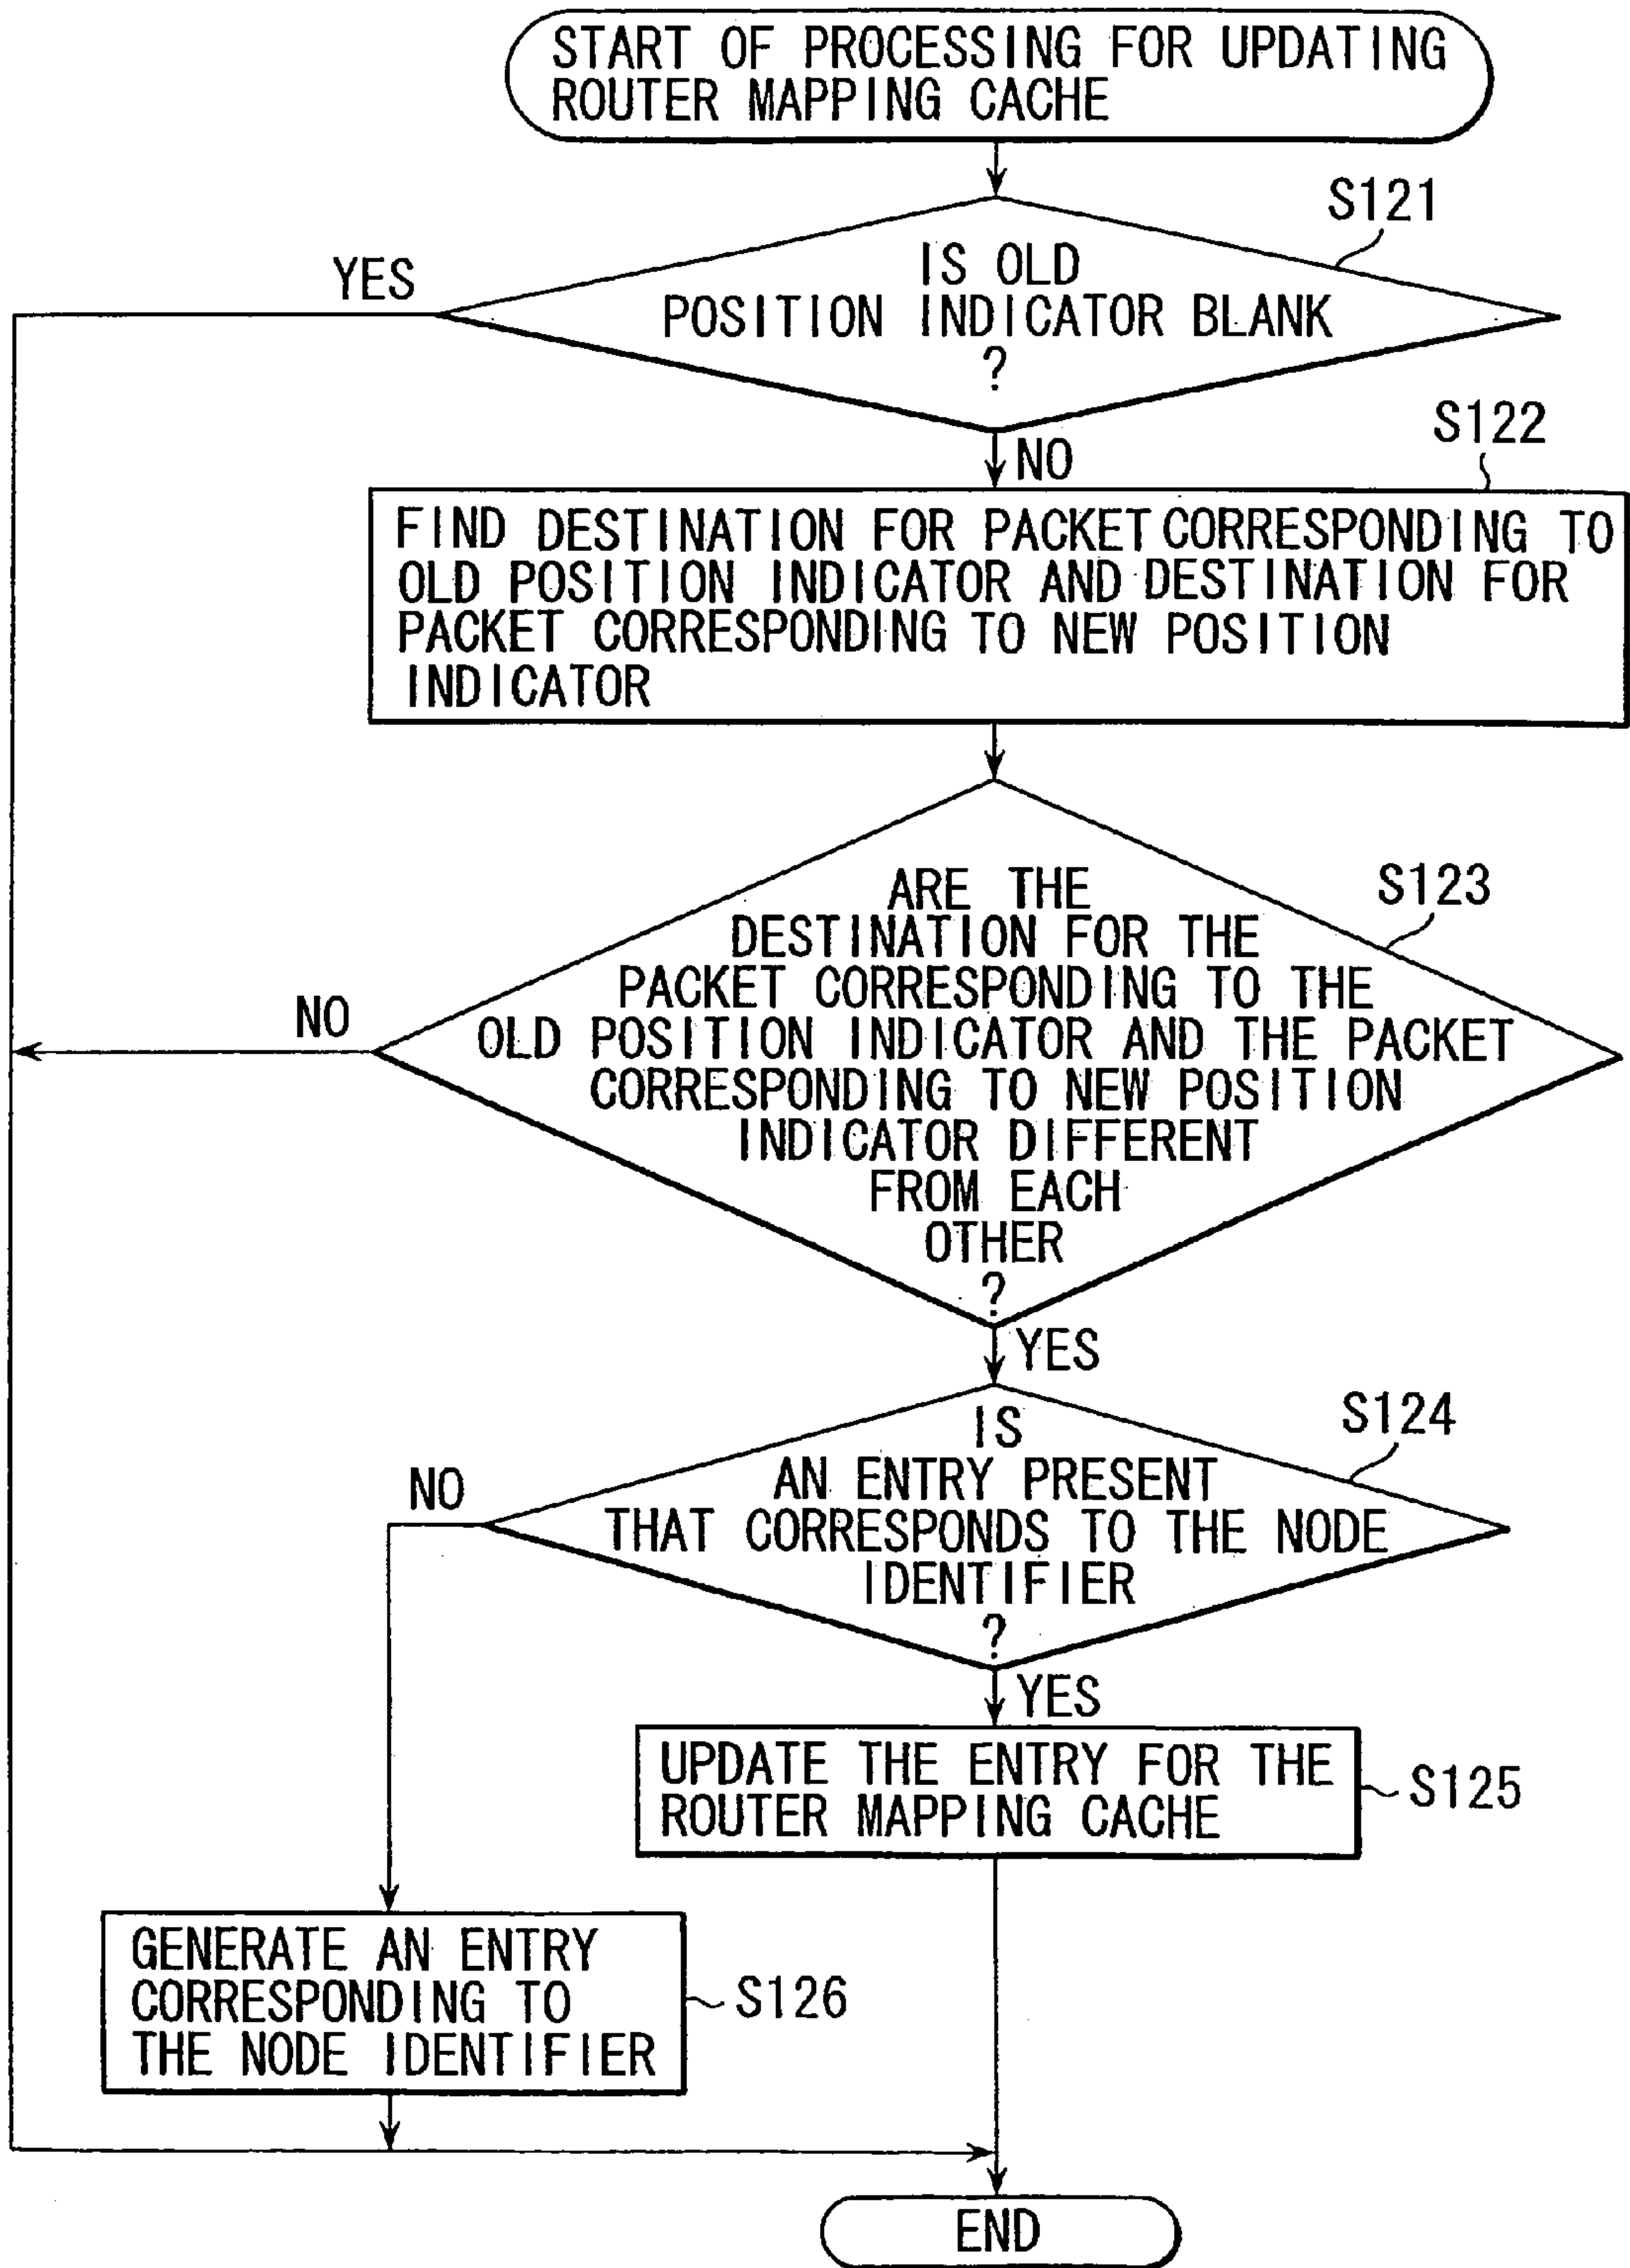 START OF PROCESSING FOR UPDATING
ROUTER MAPPING CACHE
S121
YES
IS OLD
POSITION INDICATOR BLANK
?
S122
NO
FIND DESTINATION FOR PACKET CORRESPONDING TO
OLD POSITION INDICATOR AND DESTINATION FOR
PACKET CORRESPONDING TO NEW POSITION
INDICATOR
S123
ARE THE
DESTINATION FOR THE
PACKET CORRESPONDING TO THE
NO
OLD POSITION INDICATOR AND THE PACKET
CORRESPONDING TO NEW POSITION
INDICATOR DIFFERENT
FROM EACH
OTHER
?
YES
S124
IS
AN ENTRY PRESENT
NO
THAT CORRESPONDS TO THE NODE
IDENTIFIER
?
YES
UPDATE THE ENTRY FOR THE
ROUTER MAPPING CACHE
S125
GENERATE AN ENTRY
CORRESPONDING TO
THE NODE IDENTIFIER
S126
END